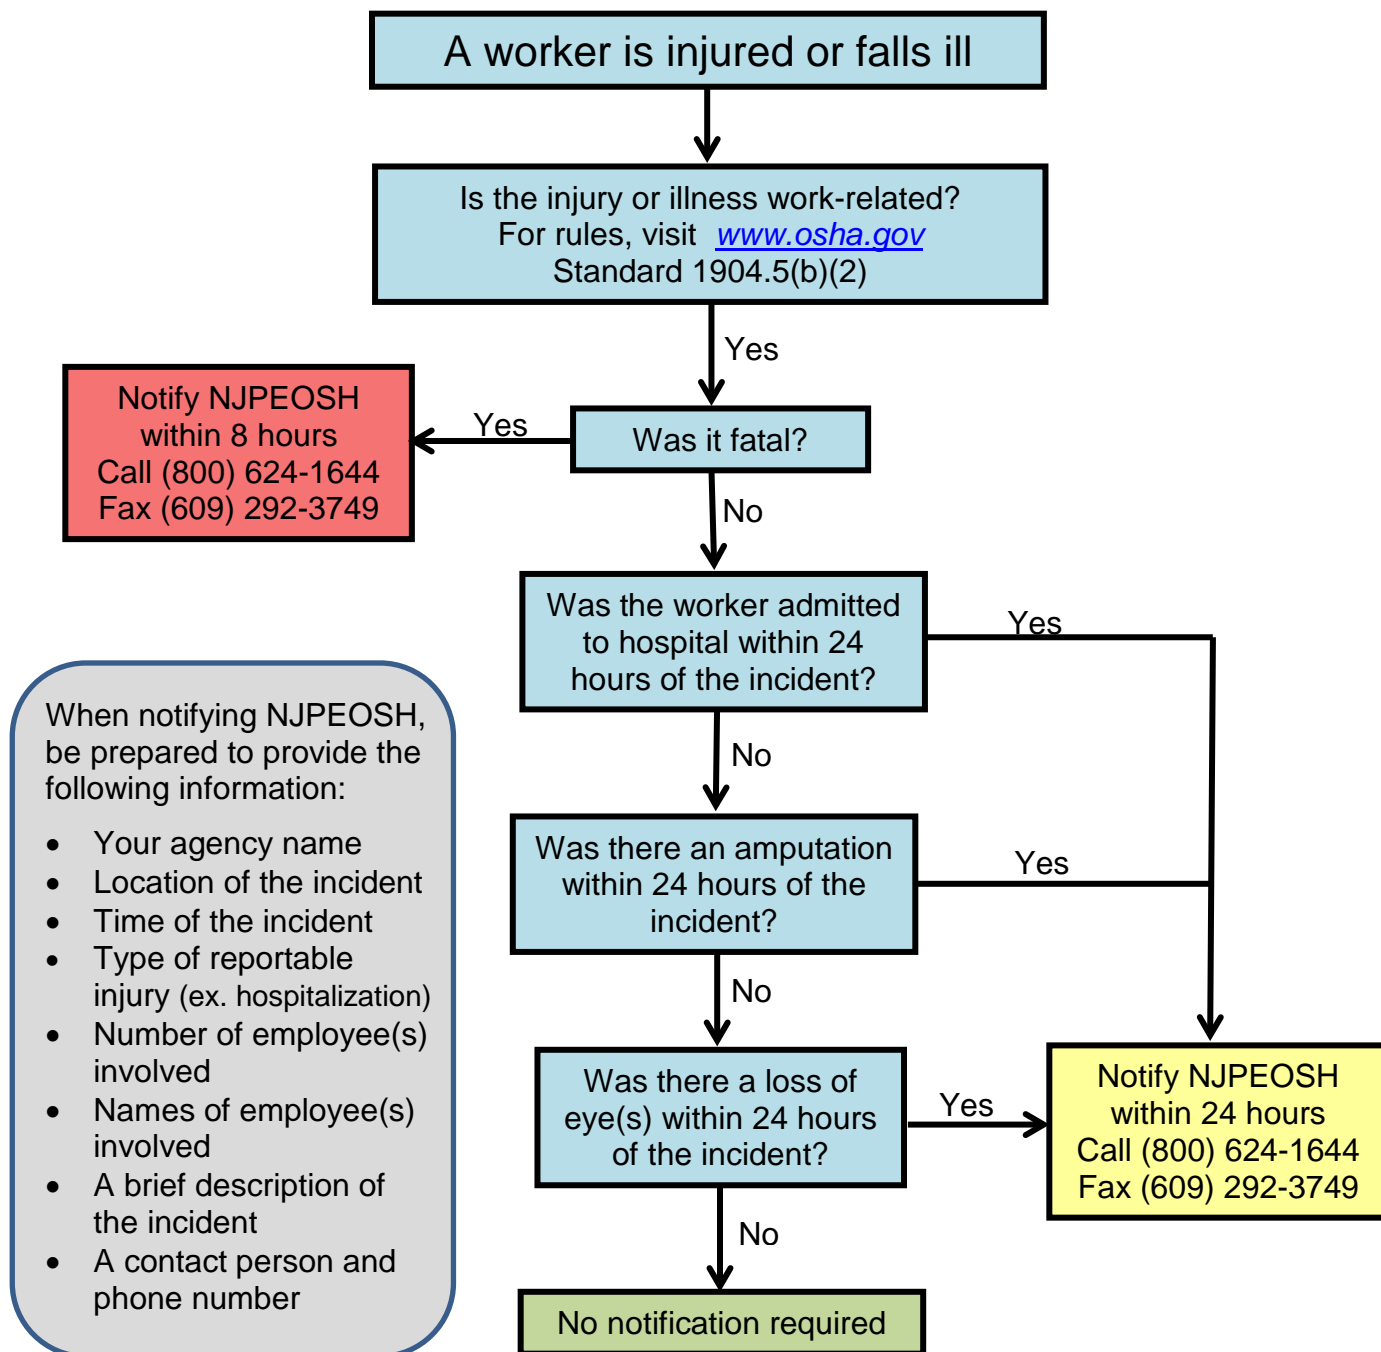 A worker is injured or falls ill
Is the injury or illness work-related?
For rules, visit www.osha.gov
Standard 1904.5(b)(2)
Yes
Notify NJPEOSH
within 8 hours
Call (800) 624-1644
Fax (609) 292-3749
Yes
Was it fatal?
No
Was the worker admitted
to hospital within 24
hours of the incident?
Yes
No
Was there an amputation
within 24 hours of the
incident?
Yes
No
Was there a loss of
eye(s) within 24 hours
of the incident?
Yes
Notify NJPEOSH
within 24 hours
Call (800) 624-1644
Fax (609) 292-3749
No
No notification required
When notifying NJPEOSH,
be prepared to provide the
following information:
• Your agency name
• Location of the incident
• Time of the incident
• Type of reportable
injury (ex. hospitalization)
• Number of employee(s)
involved
• Names of employee(s)
involved
• A brief description of
the incident
• A contact person and
phone number